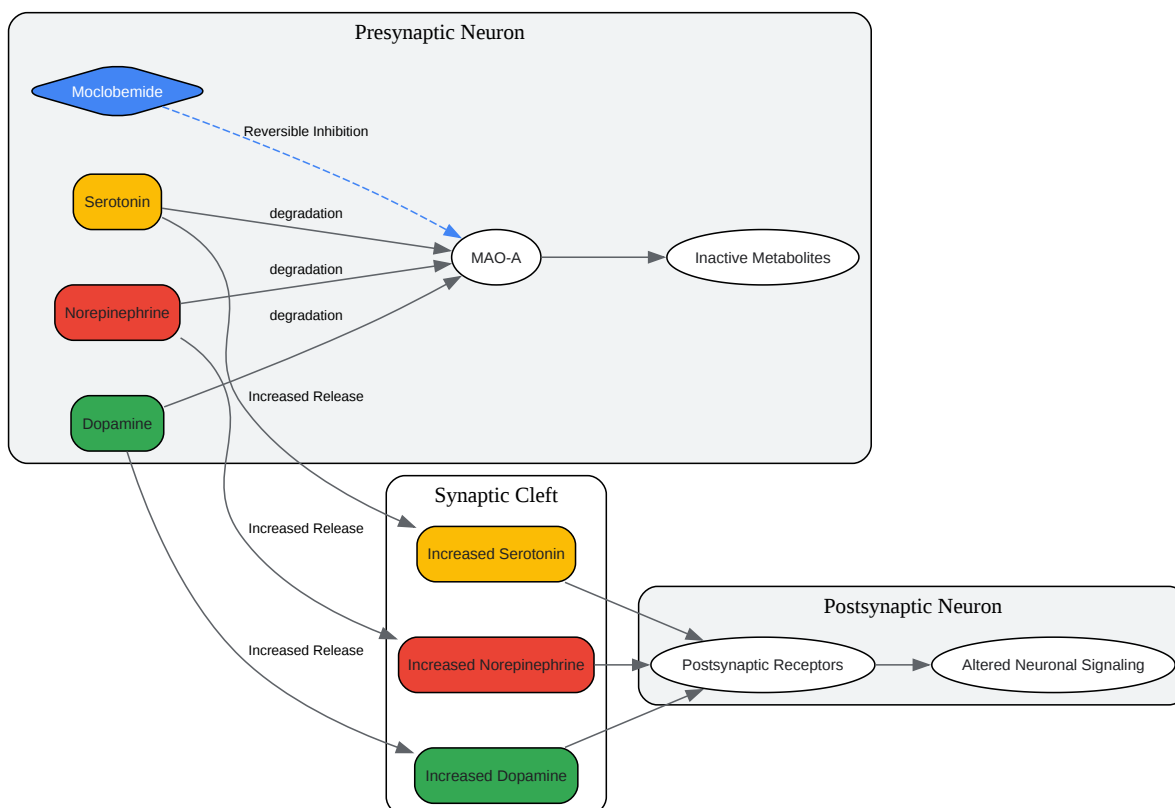 Presynaptic Neuron
Moclobemide
Reversible Inhibition
Serotonin
degradation
MAO-A
Inactive Metabolites
degradation
Norepinephrine
degradation
Dopamine
Increased Release
Increased Release
Increased Release
Synaptic Cleft
Increased Serotonin
Increased Norepinephrine
Increased Dopamine
Postsynaptic Neuron
Postsynaptic Receptors
Altered Neuronal Signaling